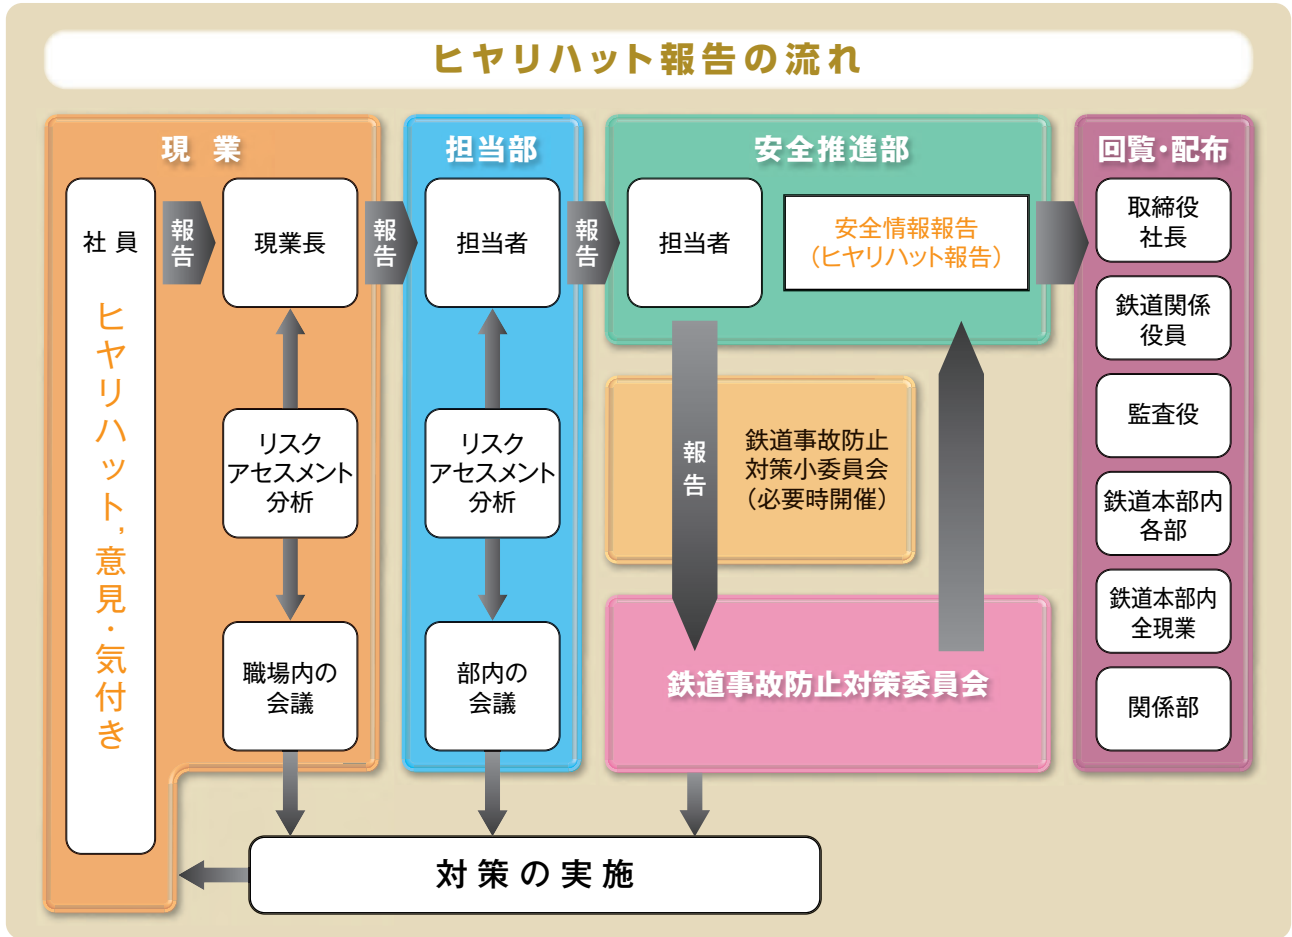 ヒヤリハット報告の流れ
現業
社員
ヒヤリハット,意見・気付き
報告
現業長
リスク
アセスメント
分析
職場内の
会議
報告
担当部
担当者
リスク
アセスメント
分析
部内の
会議
報告
安全推進部
担当者
安全情報報告
(ヒヤリハット報告)
報告
鉄道事故防止
対策小委員会
(必要時開催)
鉄道事故防止対策委員会
回覧・配布
取締役
社長
鉄道関係
役員
監査役
鉄道本部内
各部
鉄道本部内
全現業
関係部
対策の実施